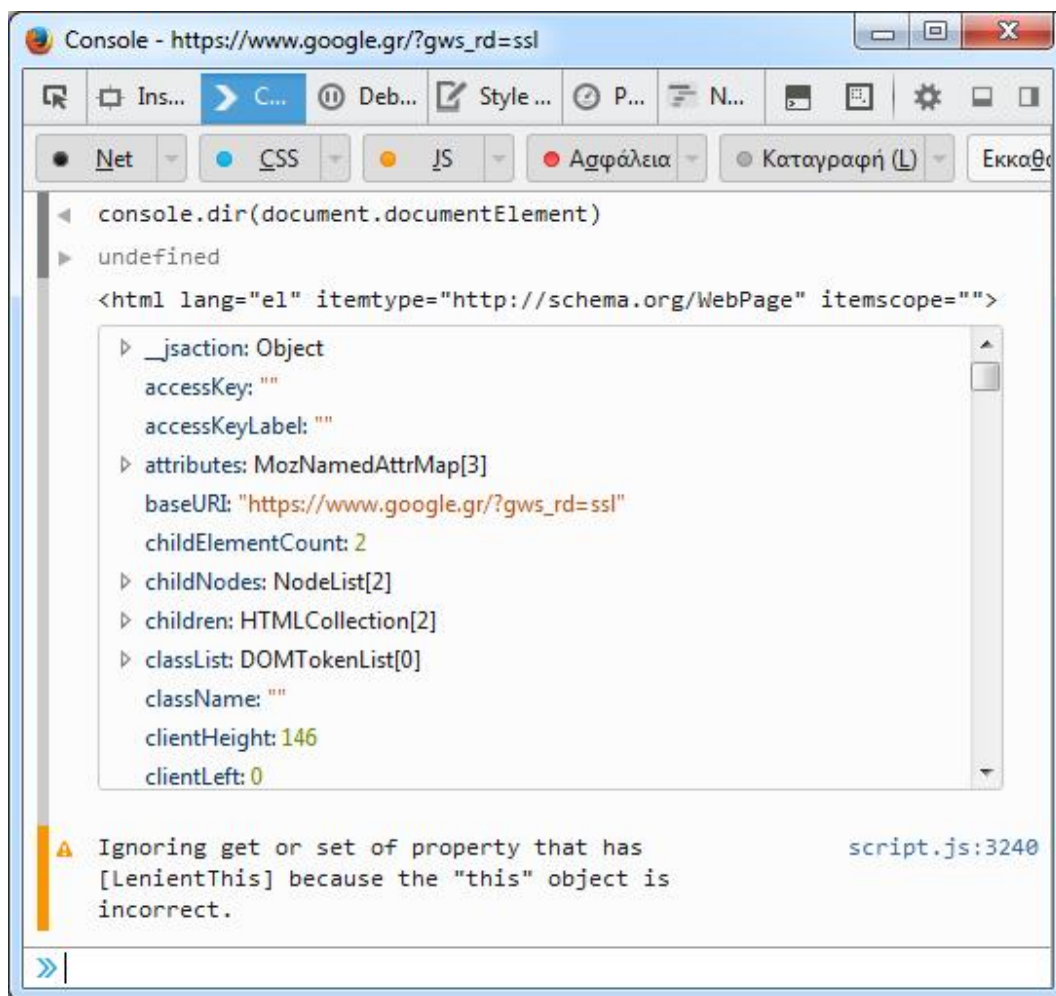 Console - https://www.google.gr/?gws_rd=ssl
Ins... C... Deb... Style ... P... N...
Net CSS JS Ασφάλεια Καταγραφή (L)
console.dir(document.documentElement)
undefined
<html lang="el" itemtype="http://schema.org/WebPage" itemscope="">
__jsaction: Object
accessKey: ""
accessKeyLabel: ""
attributes: MozNamedAttrMap[3]
baseURI: "https://www.google.gr/?gws_rd=ssl"
childElementCount: 2
childNodes: NodeList[2]
children: HTMLCollection[2]
classList: DOMTokenList[0]
className: ""
clientHeight: 146
clientLeft: 0
Ignoring get or set of property that has script.js:3240
[LenientThis] because the "this" object is
incorrect.